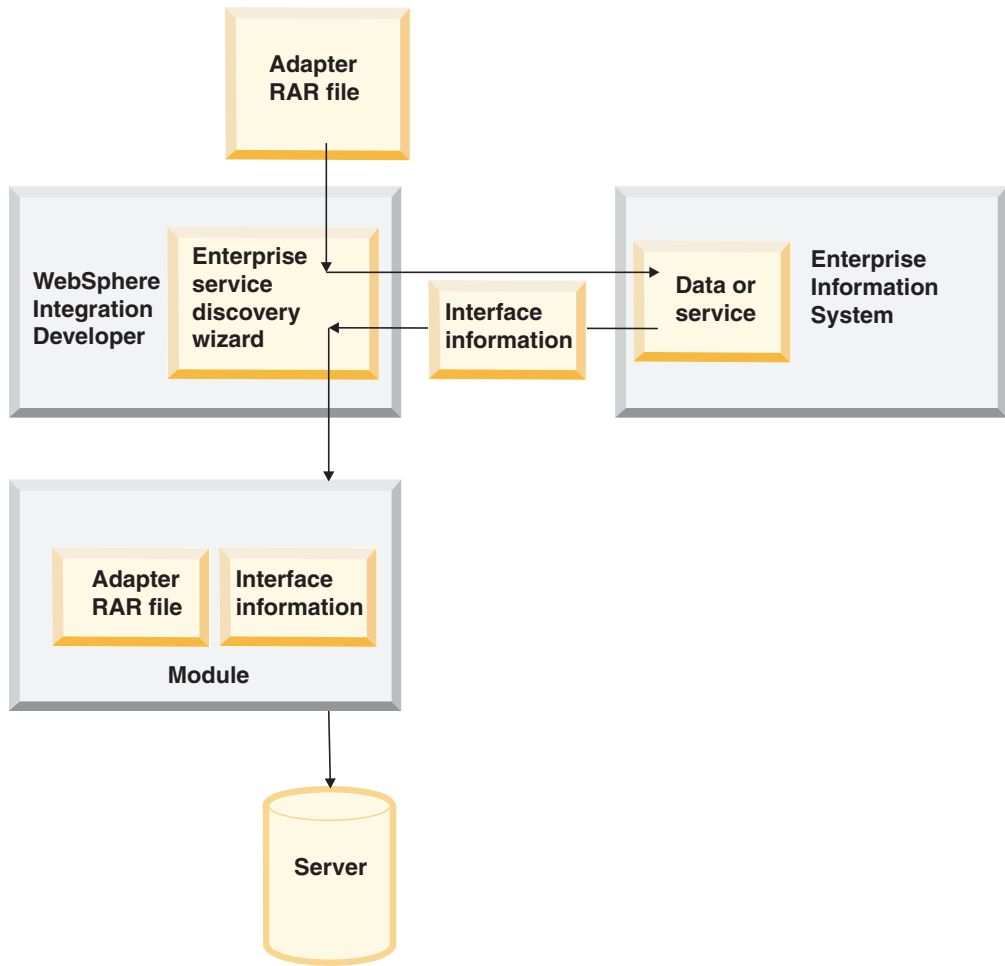 Adapter
RAR file
WebSphere
Integration
Developer
Enterprise
service
discovery
wizard
Interface
information
Data or
service
Enterprise
Information
System
Adapter
RAR file
Interface
information
Module
Server